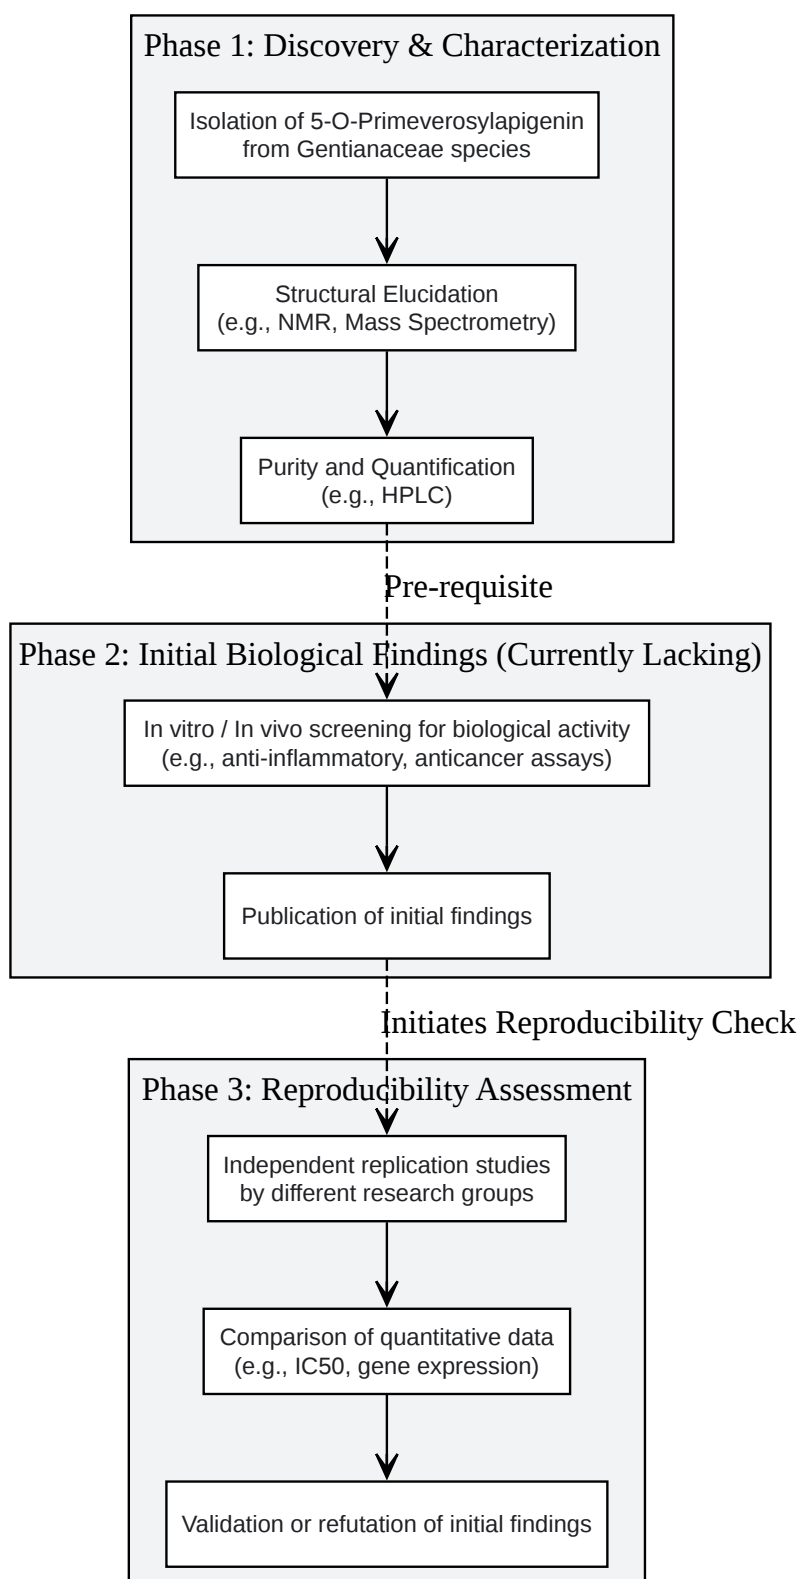 Phase 1: Discovery & Characterization
Isolation of 5-O-Primeverosylapigenin
from Gentianaceae species
Structural Elucidation
(e.g., NMR, Mass Spectrometry)
Purity and Quantification
(e.g., HPLC)
Pre-requisite
Phase 2: Initial Biological Findings (Currently Lacking)
In vitro / In vivo screening for biological activity
(e.g., anti-inflammatory, anticancer assays)
Publication of initial findings
Initiates Reproducibility Check
Phase 3: Reproducibility Assessment
Independent replication studies
by different research groups
Comparison of quantitative data
(e.g., IC50, gene expression)
Validation or refutation of initial findings